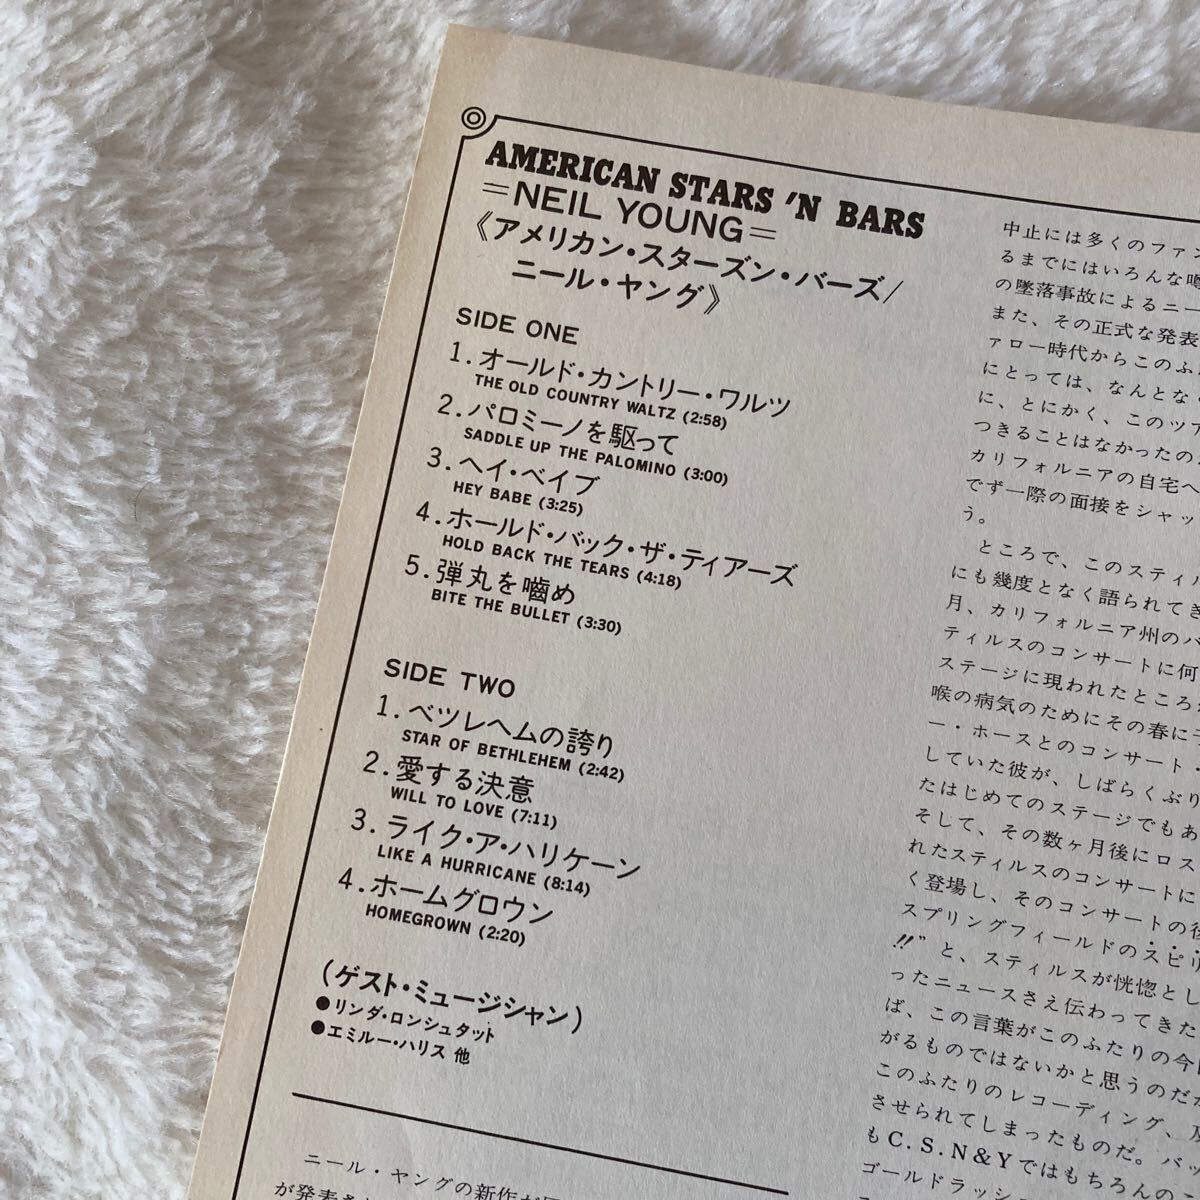 AMERICAN STARS 'N BARS
=NEIL YOUNG=
《アメリカン・スターズン・バーズ/
ニール・ヤング》
SIDE ONE
1. オールド・カントリー・ワルツ
THE OLD COUNTRY WALTZ (2:58)
2. パロミーノを駆って
SADDLE UP THE PALOMINO (3:00)
3. ヘイ・ベイブ
HEY BABE (3:25)
4. ホールド・バック・ザ・ティアーズ
HOLD BACK THE TEARS (4:18)
5. 弾丸を嚙め
BITE THE BULLET (3:30)
SIDE TWO
1. ベツレヘムの誇り
STAR OF BETHLEHEM (2:42)
2. 愛する決意
WILL TO LOVE (7:11)
3. ライク・ア・ハリケーン
LIKE A HURRICANE (8:14)
4. ホームグロウン
HOMEGROWN (2:20)
(ゲスト・ミュージシャン)
●リンダ・ロンシュタット
●エミルー・ハリス 他
ニール・ヤングの新作が
が発表され
中止には多くのファン
るまでにはいろんな噂
の墜落事故によるニー
また、その正式な発表
ァロー時代からこのふ
にとっては、なんとな
に、とにかく、このツア
つきることはなかったの
カリフォルニアの自宅へ
でず一際の面接をシャッ
う。
ところで、このスティル
にも幾度となく語られてき
月、カリフォルニア州のバ
ティルスのコンサートに何
ステージに現われたところ
喉の病気のためにその春に
ー・ホースとのコンサート・
していた彼が、しばらくぶり
たはじめてのステージでもあ
そして、その数ヶ月後にロス
れたスティルスのコンサートに
く登場し、そのコンサートの後
スプリングフィールドのスピリ
!!"と、スティルスが恍惚とし
ったニュースさえ伝わってきた
ば、この言葉がこのふたりの今
がるものではないかと思うのだ
このふたりのレコーディング、
させられてしまったものだ。バッ
もC.S.N&Yではもちろんの
ゴールドラッシ